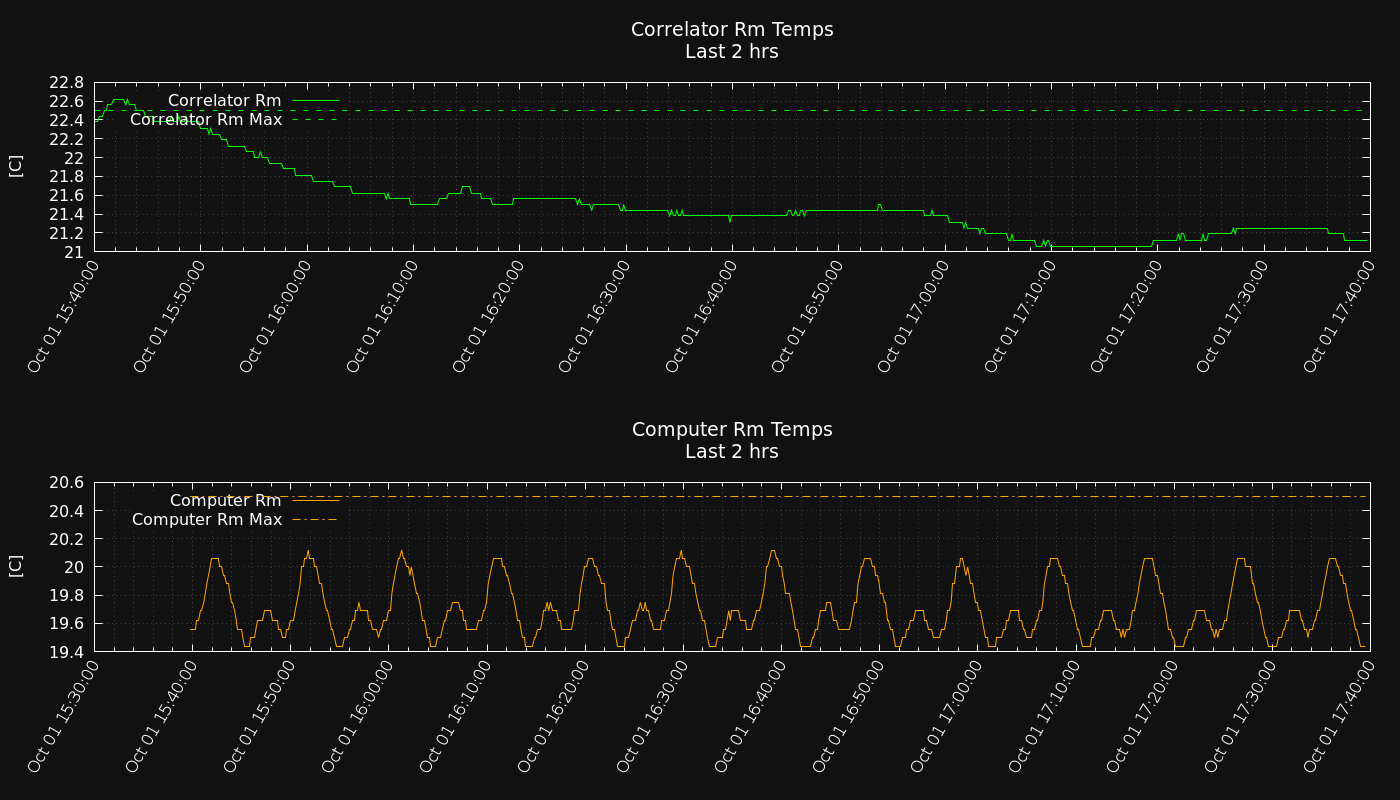 Correlator Rm Temps
Last 2 hrs
22.8
22.6
22.4
22.2
22
21.8
21.6
21.4
21.2
21
[C]
Correlator Rm
Correlator Rm Max
Oct 01 15:40:00
Oct 01 15:50:00
Oct 01 16:00:00
Oct 01 16:10:00
Oct 01 16:20:00
Oct 01 16:30:00
Oct 01 16:40:00
Oct 01 16:50:00
Oct 01 17:00:00
Oct 01 17:10:00
Oct 01 17:20:00
Oct 01 17:30:00
Oct 01 17:40:00
Computer Rm Temps
Last 2 hrs
20.6
20.4
20.2
20
19.8
19.6
19.4
[C]
Computer Rm
Computer Rm Max
Oct 01 15:30:00
Oct 01 15:40:00
Oct 01 15:50:00
Oct 01 16:00:00
Oct 01 16:10:00
Oct 01 16:20:00
Oct 01 16:30:00
Oct 01 16:40:00
Oct 01 16:50:00
Oct 01 17:00:00
Oct 01 17:10:00
Oct 01 17:20:00
Oct 01 17:30:00
Oct 01 17:40:00